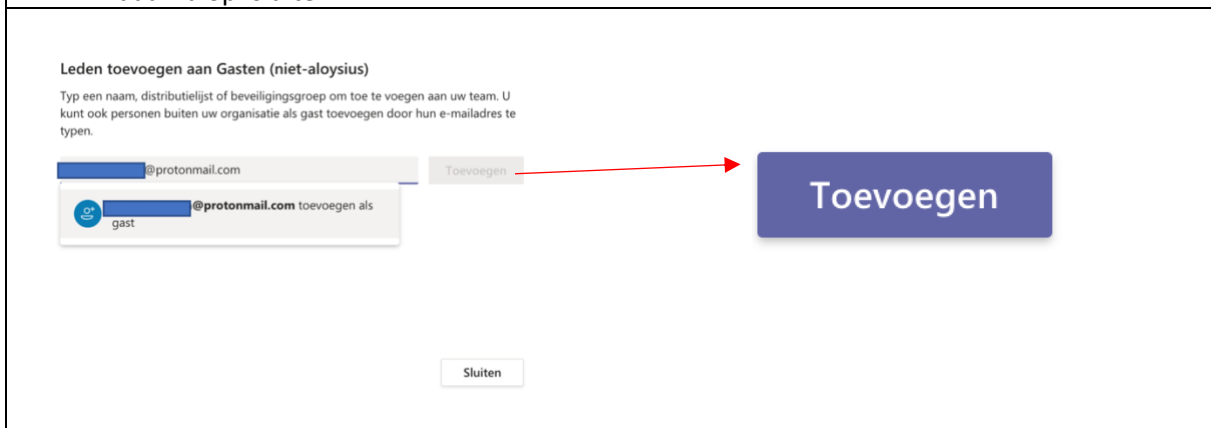 Leden toevoegen aan Gasten (niet-aloysius)
Typ een naam, distributielijst of beveiligingsgroep om toe te voegen aan uw team. U
kunt ook personen buiten uw organisatie als gast toevoegen door hun e-mailadres te
typen.
@protonmail.com
Toevoegen
@protonmail.com toevoegen als
gast
Toevoegen
Sluiten